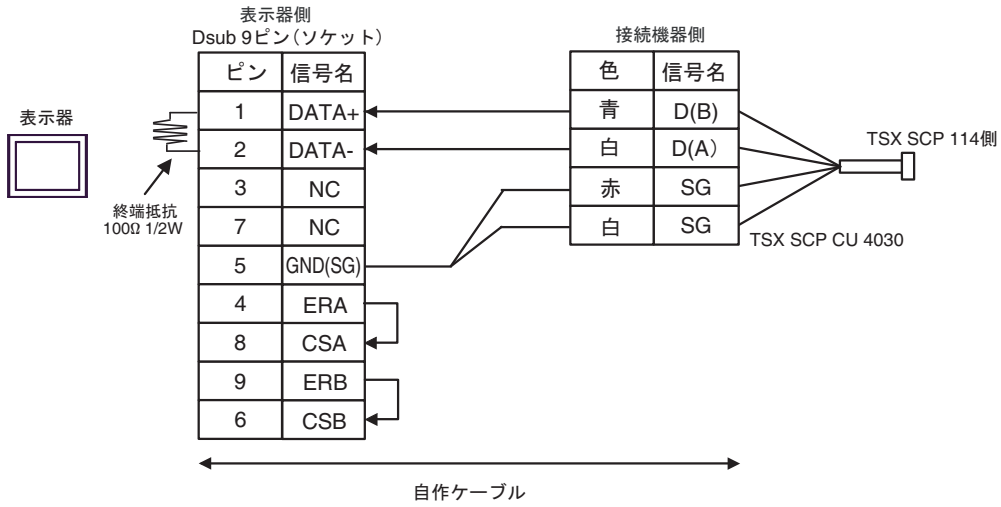 表示器側
Dsub 9ピン(ソケット)
接続機器側
ピン 信号名
色 信号名
1 DATA+
青 D(B)
2 DATA-
白 D(A)
3 NC
赤 SG
7 NC
白 SG
5 GND(SG)
4 ERA
8 CSA
9 ERB
6 CSB
表示器
終端抵抗
100Ω 1/2W
TSX SCP 114側
TSX SCP CU 4030
自作ケーブル